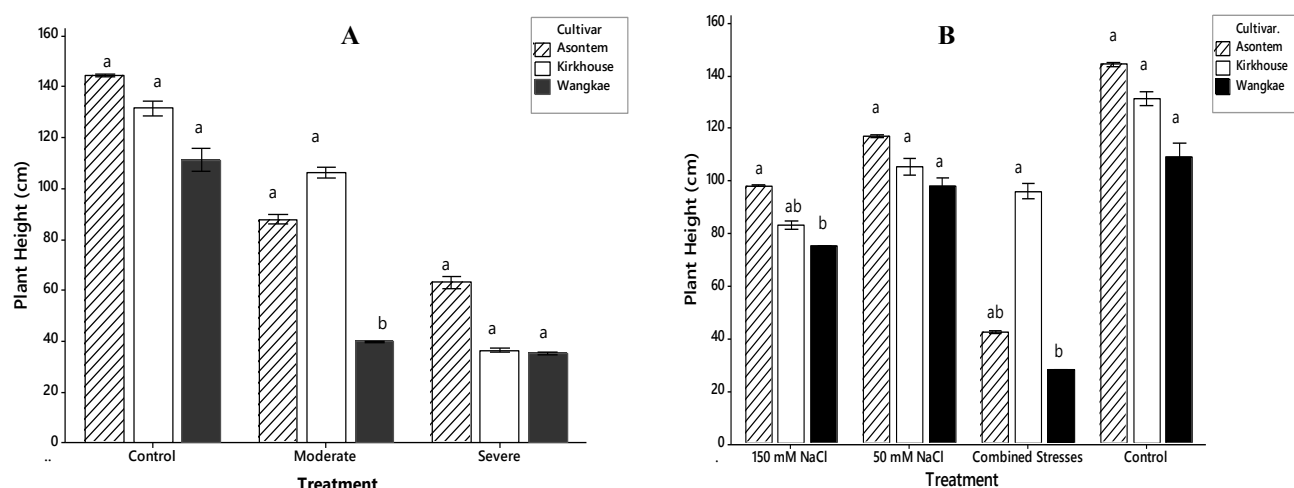 A
Cultivar
Asontem
Kirkhouse
Wangkae
Plant Height (cm)
160
140
120
100
80
60
40
20
0
a
a
a
a
a
b
a
a
a
..
Control Moderate Severe
Treatment
B
Cultivar.
Asontem
Kirkhouse
Wangkae
Plant Height (cm)
160
140
120
100
80
60
40
20
0
a
ab
b
a
a
a
ab
a
b
a
a
a
.
150 mM NaCl 50 mM NaCl Combined Stresses Control
Treatment